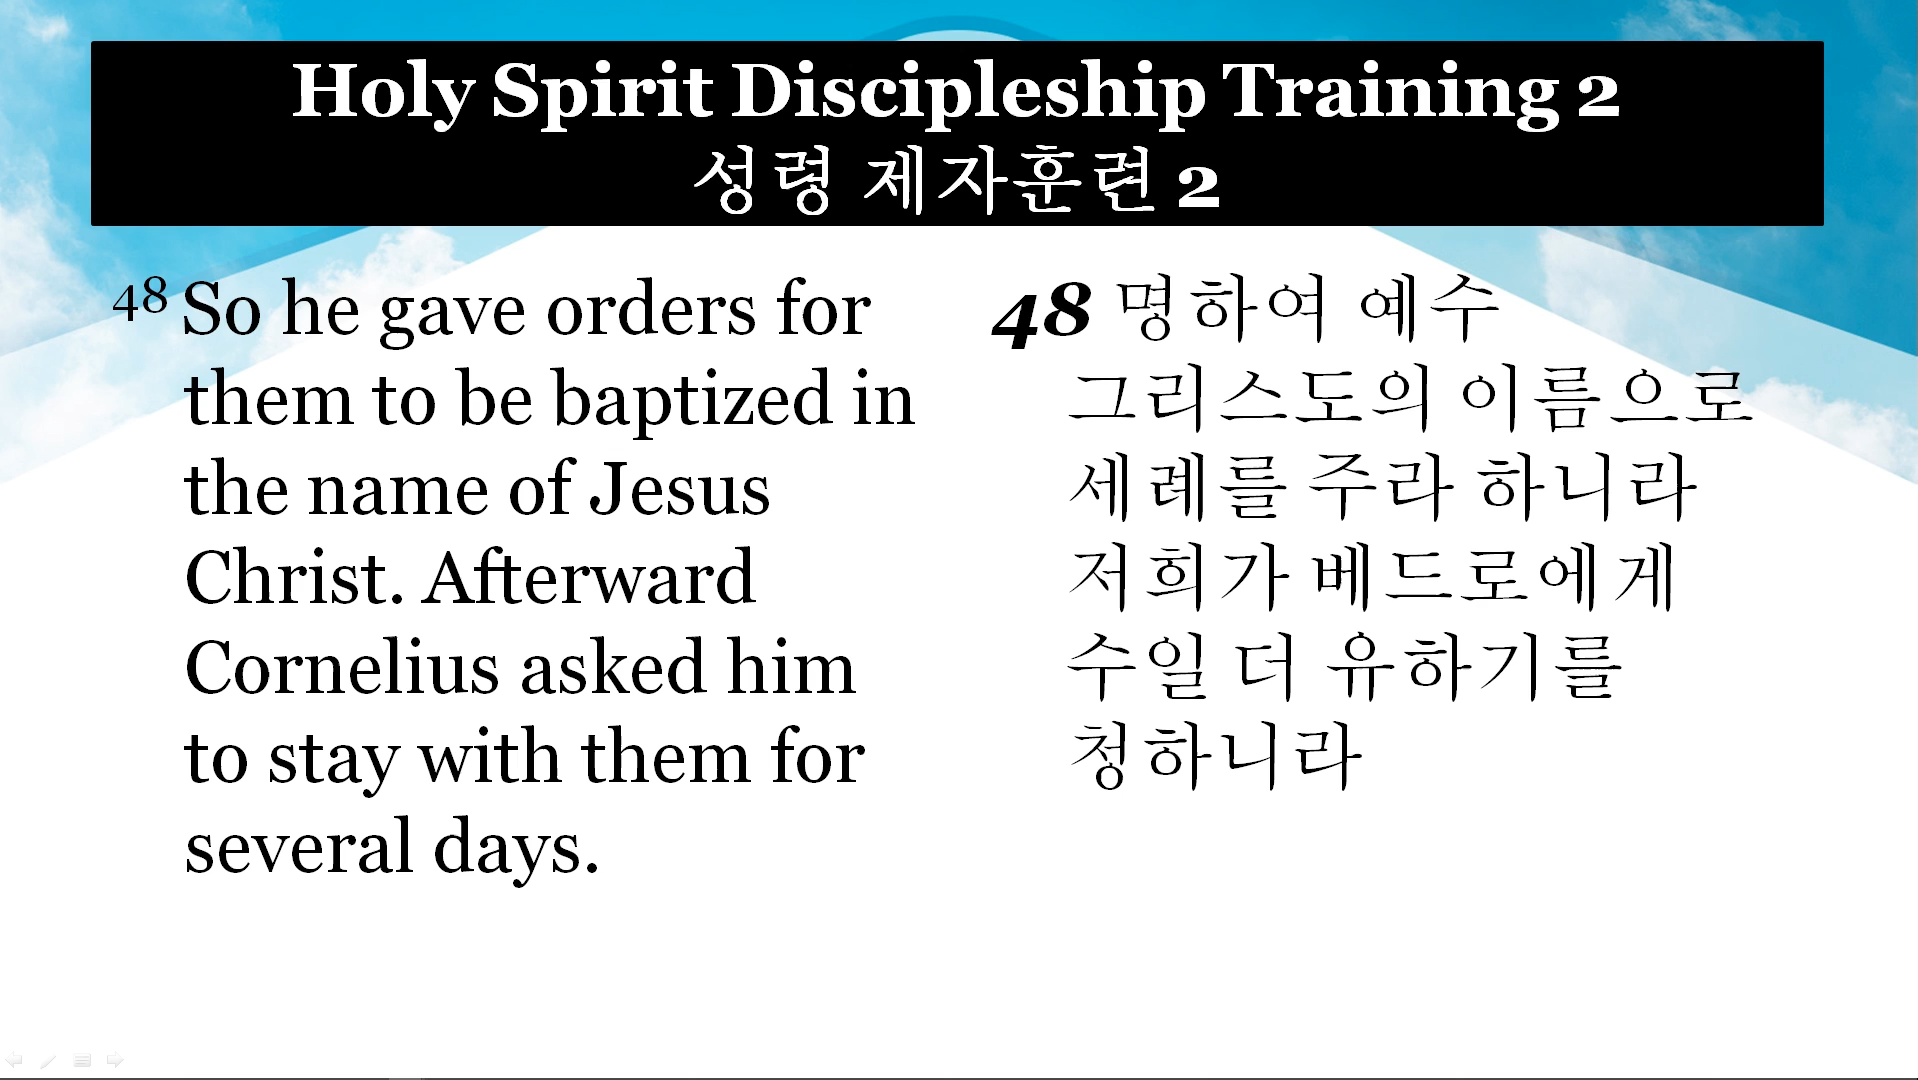 Holy Spirit Discipleship Training 2
성령 제자훈련 2
48 So he gave orders for
them to be baptized in
the name of Jesus
Christ. Afterward
Cornelius asked him
to stay with them for
several days.
48 명하여 예수
그리스도의 이름으로
세례를 주라 하니라
저희가 베드로에게
수일 더 유하기를
청하니라